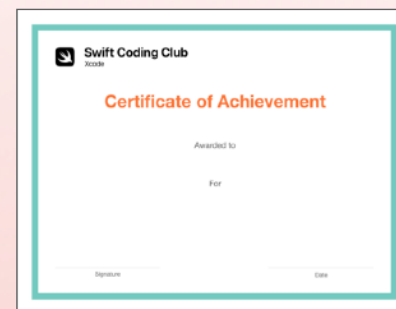 Swift Coding Club
Xcode
Certificate of Achievement
Awarded to
For
Signature
Date